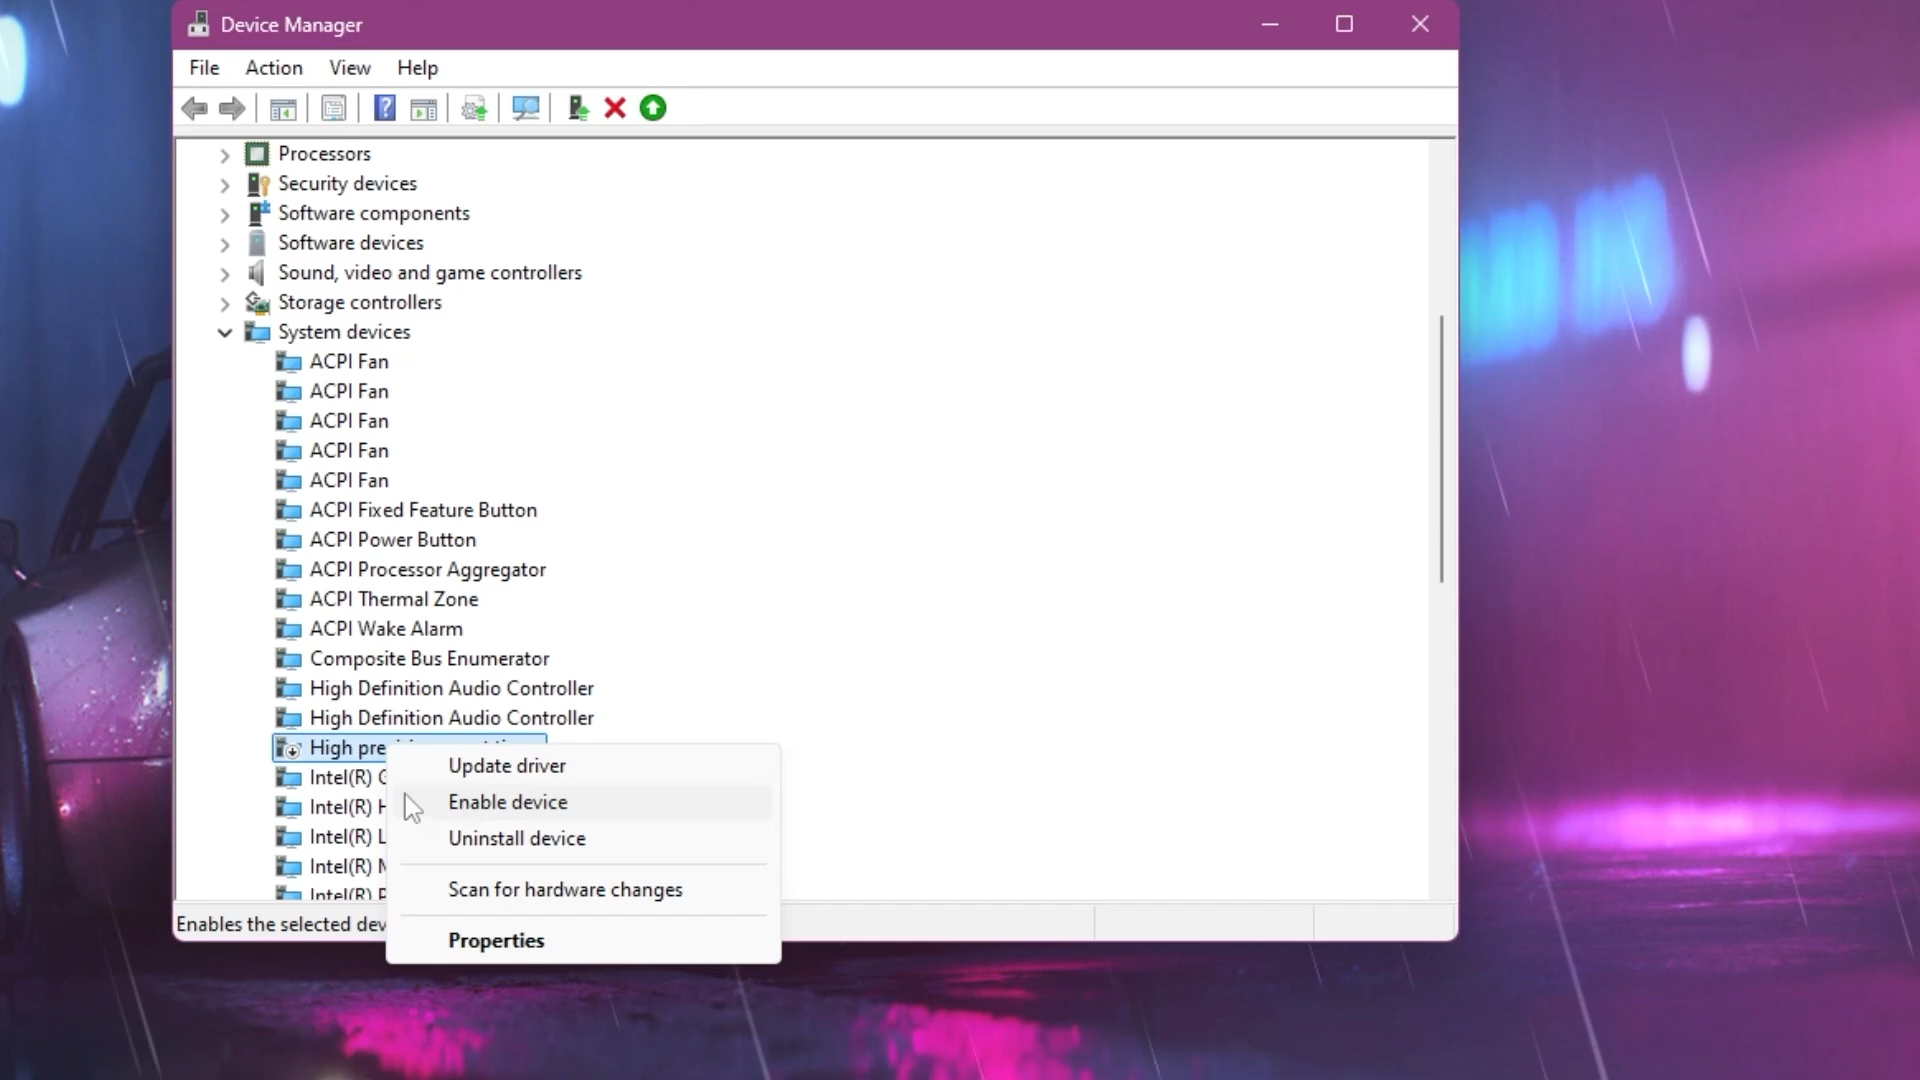 Device Manager
File Action View Help
Processors
Security devices
Software components
Software devices
Sound, video and game controllers
Storage controllers
System devices
ACPI Fan
ACPI Fan
ACPI Fan
ACPI Fan
ACPI Fan
ACPI Fixed Feature Button
ACPI Power Button
ACPI Processor Aggregator
ACPI Thermal Zone
ACPI Wake Alarm
Composite Bus Enumerator
High Definition Audio Controller
High Definition Audio Controller
High
Intel(R)
Intel(R)
Intel(R)
Intel(R)
Intel(R)
Update driver
Enable device
Uninstall device
Scan for hardware changes
Properties
Enables the selected